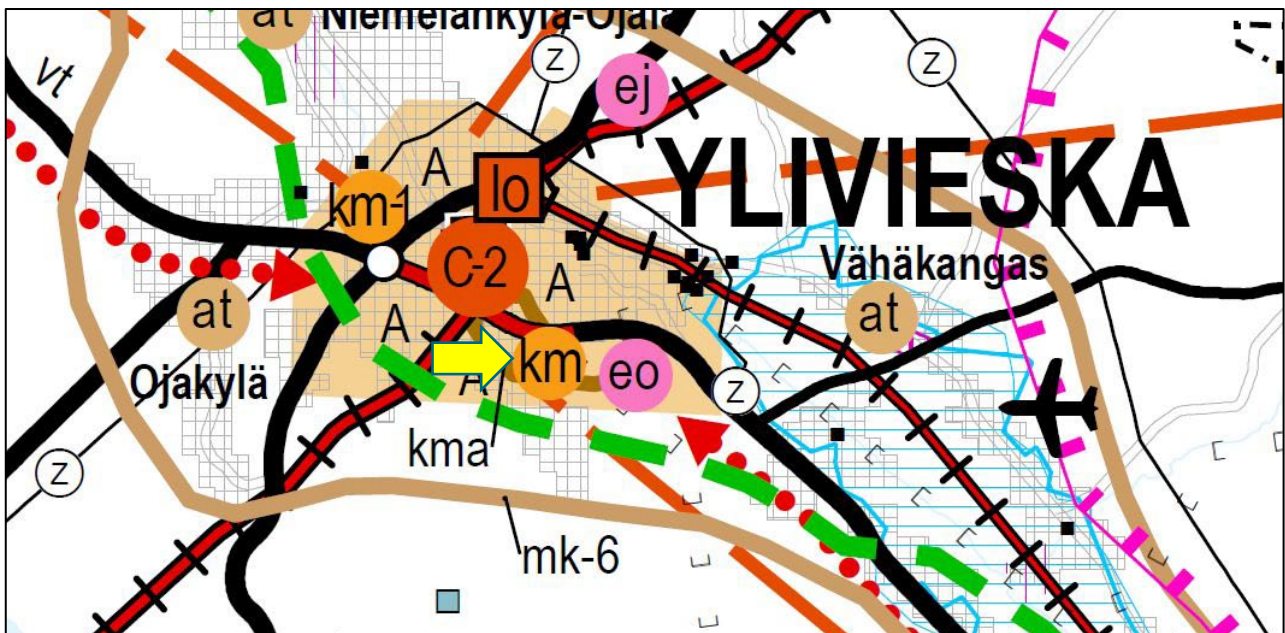 at Niemelänkylä-Ojala
vt
z
z
ej
YLIVIESKA
A
lo
km-1
C-2
A
Vähäkangas
at
at
A
Ojakylä
km
A
eo
z
kma
z
mk-6